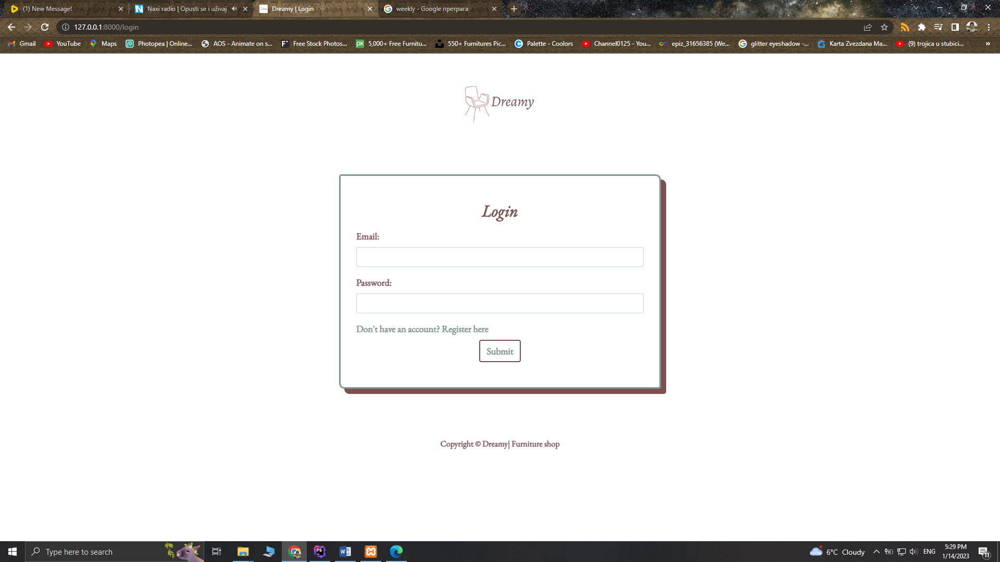 (1) New Message!
Naxi radio | Opusti se i uživaj
Dreamy | Login
weekly - Google претрага
127.0.0.1:8000/login
Gmail
YouTube
Maps
Photopea | Online...
AOS - Animate on s...
Free Stock Photos...
5,000+ Free Furnitu...
550+ Furnitures Pic...
Palette - Coolors
Channel0125 - You...
epiz_31656385 (We...
glitter eyeshadow -...
Karta Zvezdana Ma...
(9) trojica u stubici...
»
Dreamy
Login
Email:
Password:
Don't have an account? Register here
Submit
Copyright © Dreamy| Furniture shop
Type here to search
6°C Cloudy
ENG
5:29 PM
1/14/2023
11